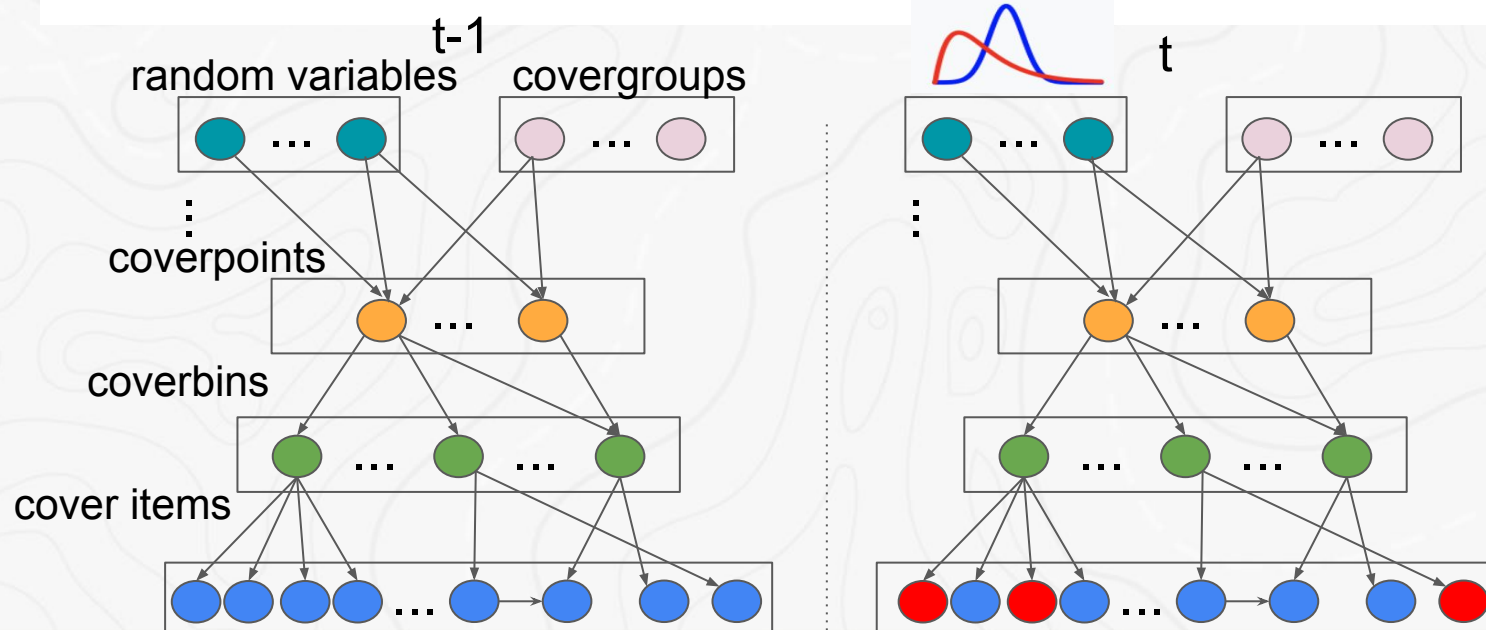 t-1
t
random variables
covergroups
coverpoints
coverbins
cover items